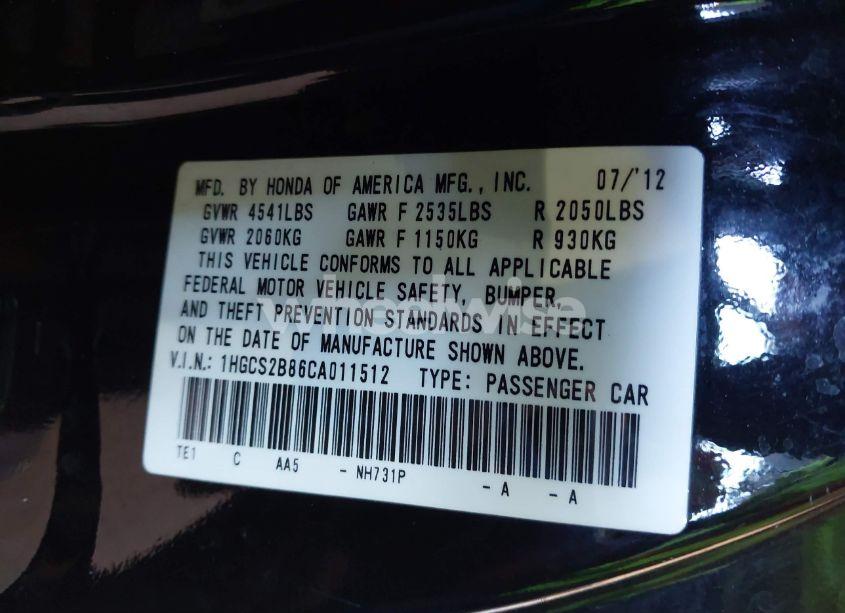 MFD. BY HONDA OF AMERICA MFG., INC. 07/'12
GVWR 4541LBS GAWR F 2535LBS R 2050LBS
GVWR 2060KG GAWR F 1150KG R 930KG
THIS VEHICLE CONFORMS TO ALL APPLICABLE
FEDERAL MOTOR VEHICLE SAFETY, BUMPER,
AND THEFT PREVENTION STANDARDS IN EFFECT
ON THE DATE OF MANUFACTURE SHOWN ABOVE.
V.I.N.: 1HGCS2B86CA011512 TYPE: PASSENGER CAR
TE1 C AA5 - NH731P - A - A
wheelwise